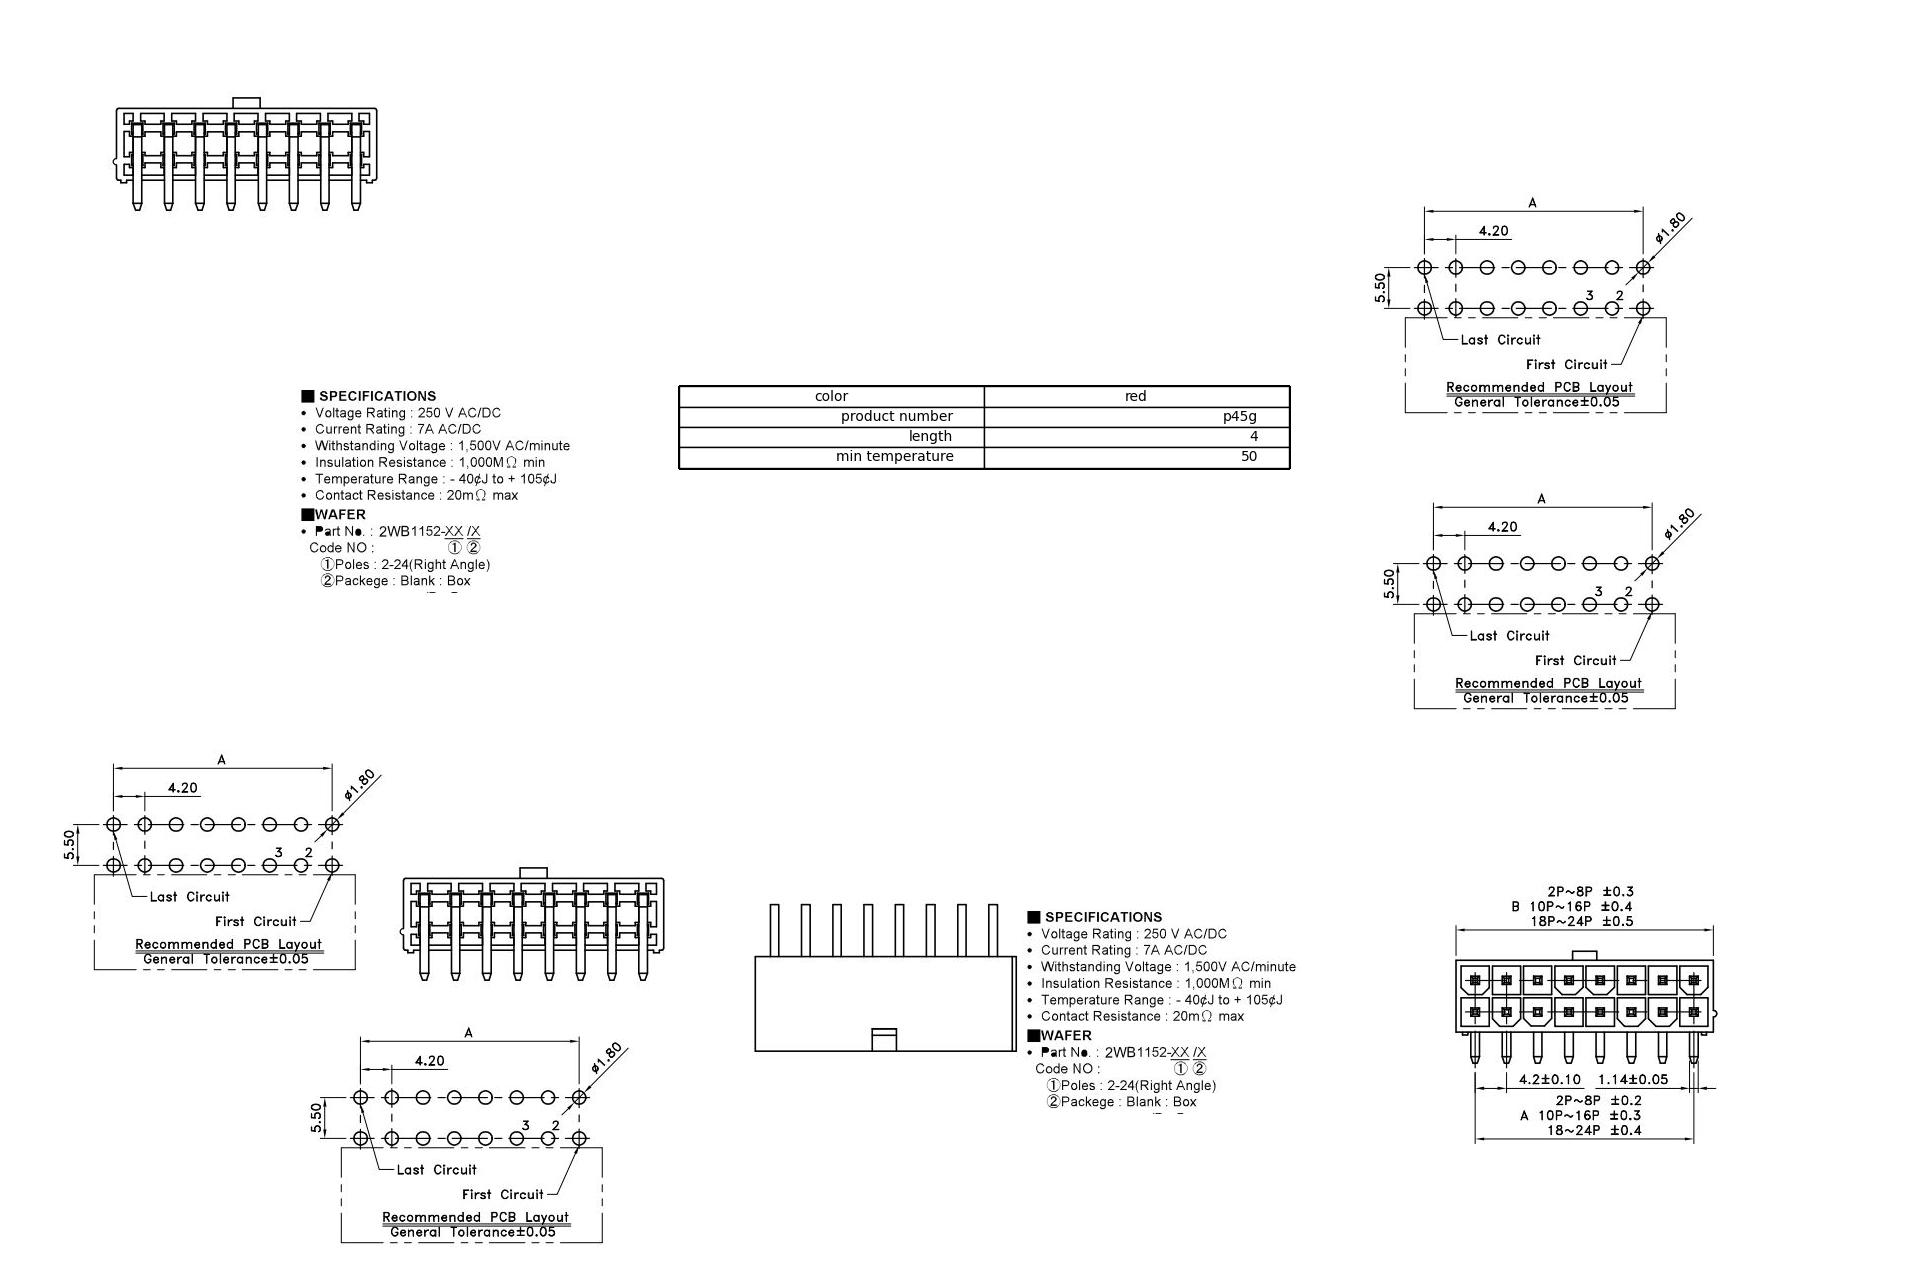 A
4.20
ø1.80
5.50
3 2
Last Circuit
First Circuit
Recommended PCB Layout
General Tolerance±0.05
■ SPECIFICATIONS
• Voltage Rating : 250 V AC/DC
• Current Rating : 7A AC/DC
• Withstanding Voltage : 1,500V AC/minute
• Insulation Resistance : 1,000MΩ min
• Temperature Range : - 40¢J to + 105¢J
• Contact Resistance : 20mΩ max
■WAFER
• Part No. : 2WB1152-XX /X
Code NO : ① ②
①Poles : 2-24(Right Angle)
②Packege : Blank : Box
color red
product number p45g
length 4
min temperature 50
A
4.20
ø1.80
5.50
3 2
Last Circuit
First Circuit
Recommended PCB Layout
General Tolerance±0.05
A
4.20
ø1.80
5.50
3 2
Last Circuit
First Circuit
Recommended PCB Layout
General Tolerance±0.05
A
4.20
ø1.80
5.50
3 2
Last Circuit
First Circuit
Recommended PCB Layout
General Tolerance±0.05
■ SPECIFICATIONS
• Voltage Rating : 250 V AC/DC
• Current Rating : 7A AC/DC
• Withstanding Voltage : 1,500V AC/minute
• Insulation Resistance : 1,000MΩ min
• Temperature Range : - 40¢J to + 105¢J
• Contact Resistance : 20mΩ max
■WAFER
• Part No. : 2WB1152-XX /X
Code NO : ① ②
①Poles : 2-24(Right Angle)
②Packege : Blank : Box
2P~8P ±0.3
B 10P~16P ±0.4
18P~24P ±0.5
4.2±0.10 1.14±0.05
2P~8P ±0.2
A 10P~16P ±0.3
18~24P ±0.4